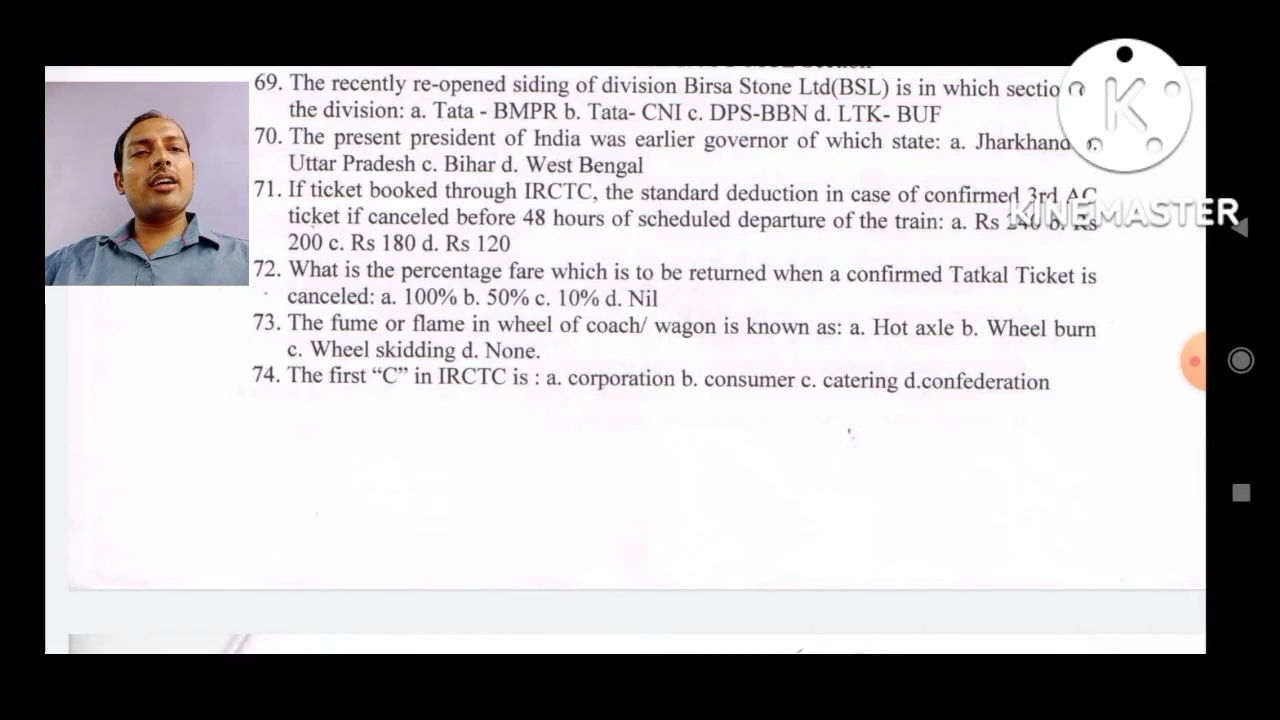 69. The recently re-opened siding of division Birsa Stone Ltd(BSL) is in which sectio
the division: a. Tata - BMPR b. Tata- CNI c. DPS-BBN d. LTK- BUF
70. The present president of India was earlier governor of which state: a. Jharkhand
Uttar Pradesh c. Bihar d. West Bengal
71. If ticket booked through IRCTC, the standard deduction in case of confirmed 3rd AC
ticket if canceled before 48 hours of scheduled departure of the train: a. Rs 240 b. Rs
200 c. Rs 180 d. Rs 120
72. What is the percentage fare which is to be returned when a confirmed Tatkal Ticket is
canceled: a. 100% b. 50% c. 10% d. Nil
73. The fume or flame in wheel of coach/ wagon is known as: a. Hot axle b. Wheel burn
c. Wheel skidding d. None.
74. The first “C” in IRCTC is : a. corporation b. consumer c. catering d.confederation
K
KINEMASTER